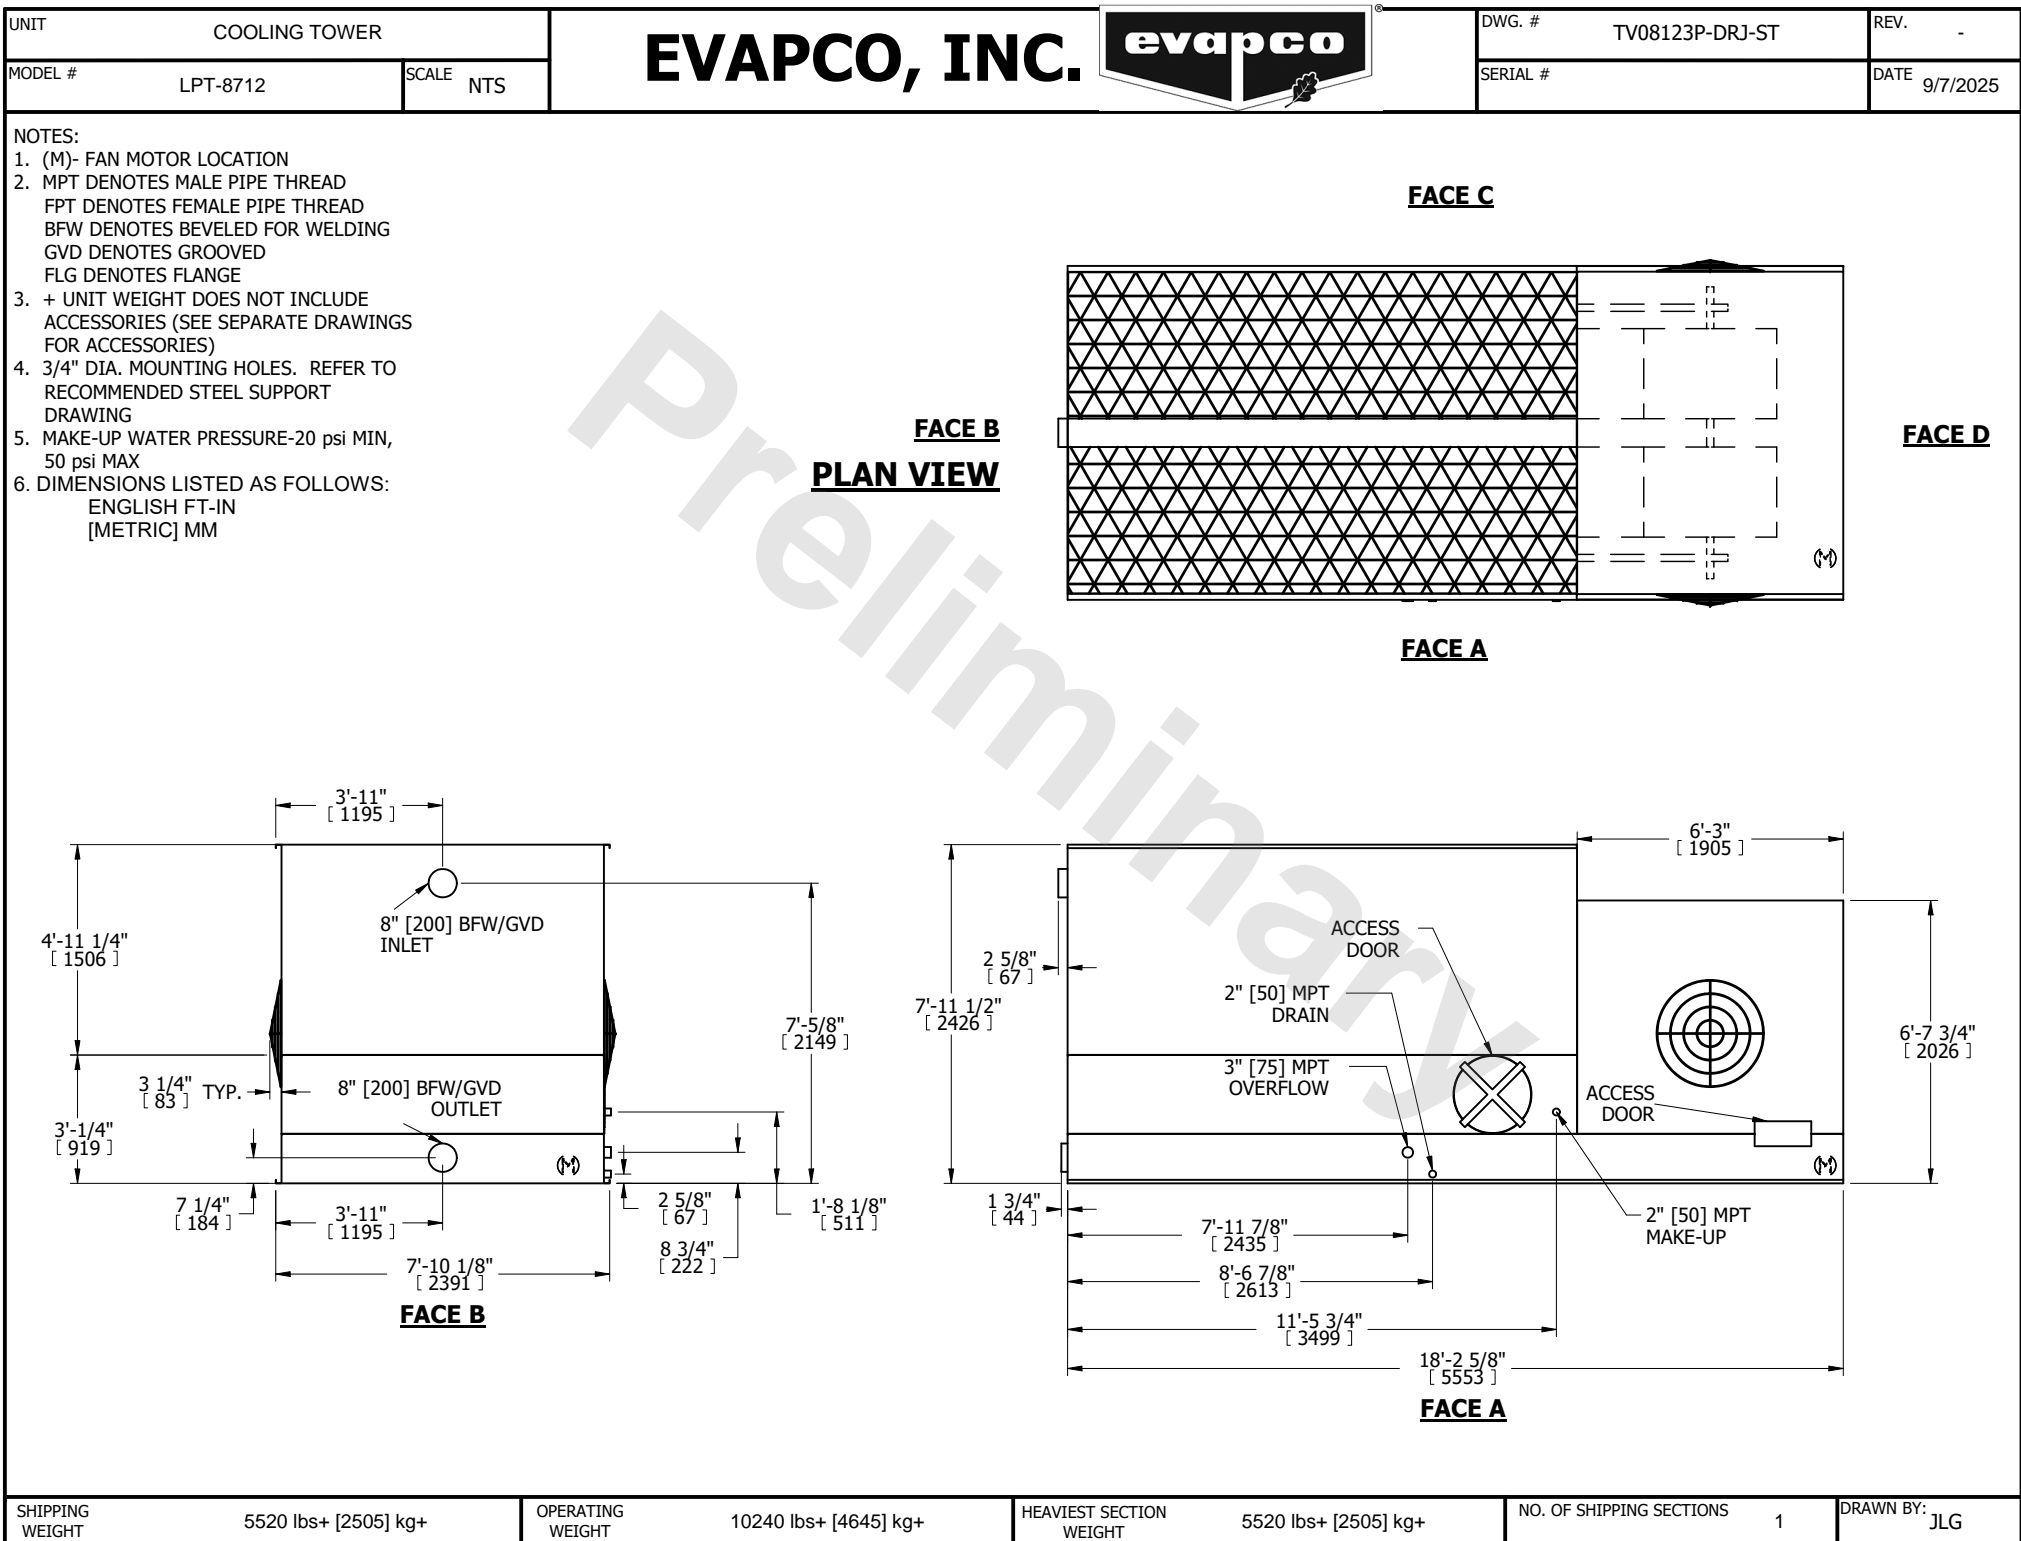 UNIT
COOLING TOWER
MODEL #
LPT-8712
SCALE
NTS
EVAPCO, INC.
evapco
®
DWG. #
TV08123P-DRJ-ST
REV.
-
SERIAL #
DATE
9/7/2025
NOTES:
1. (M)- FAN MOTOR LOCATION
2. MPT DENOTES MALE PIPE THREAD
FPT DENOTES FEMALE PIPE THREAD
BFW DENOTES BEVELED FOR WELDING
GVD DENOTES GROOVED
FLG DENOTES FLANGE
3. + UNIT WEIGHT DOES NOT INCLUDE
ACCESSORIES (SEE SEPARATE DRAWINGS
FOR ACCESSORIES)
4. 3/4" DIA. MOUNTING HOLES. REFER TO
RECOMMENDED STEEL SUPPORT
DRAWING
5. MAKE-UP WATER PRESSURE-20 psi MIN,
50 psi MAX
6. DIMENSIONS LISTED AS FOLLOWS:
ENGLISH FT-IN
[METRIC] MM
Preliminary
FACE C
FACE B
PLAN VIEW
FACE D
(M)
FACE A
3'-11"
[ 1195 ]
8" [200] BFW/GVD
INLET
4'-11 1/4"
[ 1506 ]
7'-5/8"
[ 2149 ]
3 1/4"
[ 83 ]
TYP.
8" [200] BFW/GVD
OUTLET
3'-1/4"
[ 919 ]
(M)
7 1/4"
[ 184 ]
3'-11"
[ 1195 ]
2 5/8"
[ 67 ]
1'-8 1/8"
[ 511 ]
8 3/4"
[ 222 ]
7'-10 1/8"
[ 2391 ]
FACE B
6'-3"
[ 1905 ]
ACCESS
DOOR
2 5/8"
[ 67 ]
2" [50] MPT
DRAIN
7'-11 1/2"
[ 2426 ]
6'-7 3/4"
[ 2026 ]
3" [75] MPT
OVERFLOW
ACCESS
DOOR
(M)
1 3/4"
[ 44 ]
2" [50] MPT
MAKE-UP
7'-11 7/8"
[ 2435 ]
8'-6 7/8"
[ 2613 ]
11'-5 3/4"
[ 3499 ]
18'-2 5/8"
[ 5553 ]
FACE A
SHIPPING
WEIGHT
5520 lbs+ [2505] kg+
OPERATING
WEIGHT
10240 lbs+ [4645] kg+
HEAVIEST SECTION
WEIGHT
5520 lbs+ [2505] kg+
NO. OF SHIPPING SECTIONS
1
DRAWN BY:
JLG